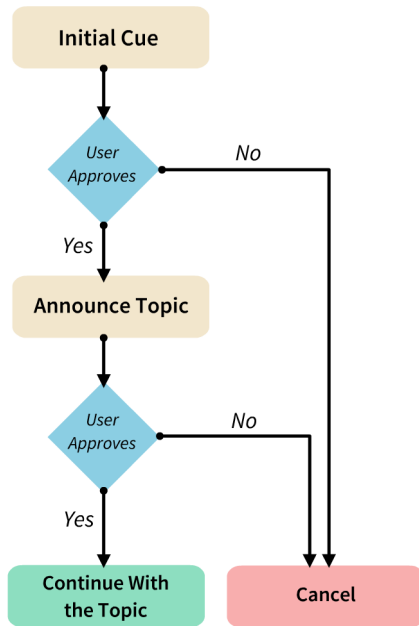 Initial Cue
User
Approves
No
Yes
Announce Topic
User
Approves
No
Yes
Continue With
the Topic
Cancel